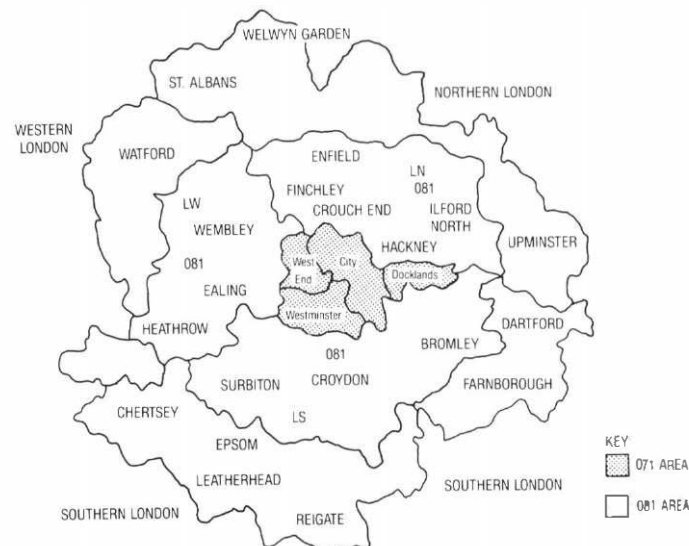 WELWYN GARDEN
ST. ALBANS
NORTHERN LONDON
WESTERN
LONDON
WATFORD
ENFIELD
LN
081
FINCHLEY
LW
CROUCH END
ILFORD
NORTH
WEMBLEY
HACKNEY
UPMINSTER
West
End
City
081
Docklands
EALING
Westminster
DARTFORD
HEATHROW
081
BROMLEY
SURBITON
CROYDON
FARNBOROUGH
CHERTSEY
LS
EPSOM
KEY
071 AREA
LEATHERHEAD
SOUTHERN LONDON
081 AREA
SOUTHERN LONDON
REIGATE